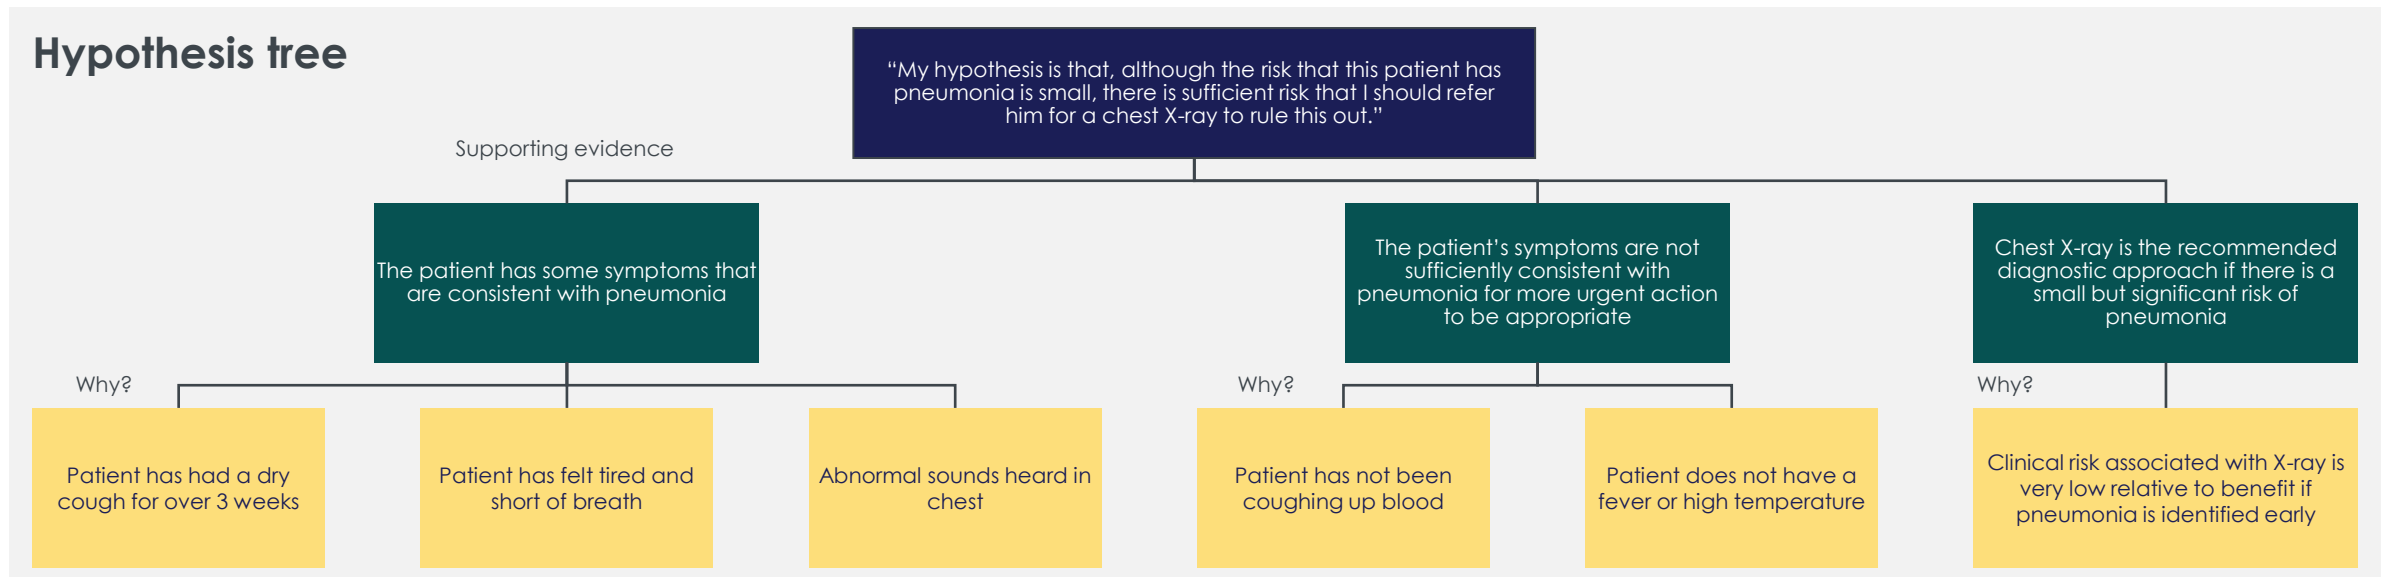 Hypothesis tree
“My hypothesis is that, although the risk that this patient has
pneumonia is small, there is sufficient risk that I should refer
him for a chest X-ray to rule this out.”
Supporting evidence
The patient has some symptoms that
are consistent with pneumonia
The patient’s symptoms are not
sufficiently consistent with
pneumonia for more urgent action
to be appropriate
Chest X-ray is the recommended
diagnostic approach if there is a
small but significant risk of
pneumonia
Why?
Why?
Why?
Patient has had a dry
cough for over 3 weeks
Patient has felt tired and
short of breath
Abnormal sounds heard in
chest
Patient has not been
coughing up blood
Patient does not have a
fever or high temperature
Clinical risk associated with X-ray is
very low relative to benefit if
pneumonia is identified early